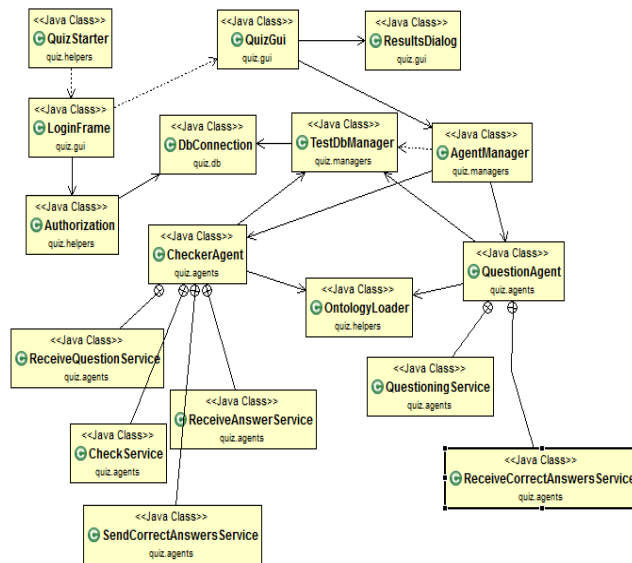 <<Java Class>>
QuizStarter
quiz.helpers
<<Java Class>>
QuizGui
quiz.gui
<<Java Class>>
ResultsDialog
quiz.gui
<<Java Class>>
LoginFrame
quiz.gui
<<Java Class>>
DbConnection
quiz.db
<<Java Class>>
TestDbManager
quiz.managers
<<Java Class>>
AgentManager
quiz.managers
<<Java Class>>
Authorization
quiz.helpers
<<Java Class>>
CheckerAgent
quiz.agents
<<Java Class>>
QuestionAgent
quiz.agents
<<Java Class>>
OntologyLoader
quiz.helpers
<<Java Class>>
ReceiveQuestionService
quiz.agents
<<Java Class>>
QuestioningService
quiz.agents
<<Java Class>>
ReceiveAnswerService
quiz.agents
<<Java Class>>
CheckService
quiz.agents
<<Java Class>>
ReceiveCorrectAnswersService
quiz.agents
<<Java Class>>
SendCorrectAnswersService
quiz.agents